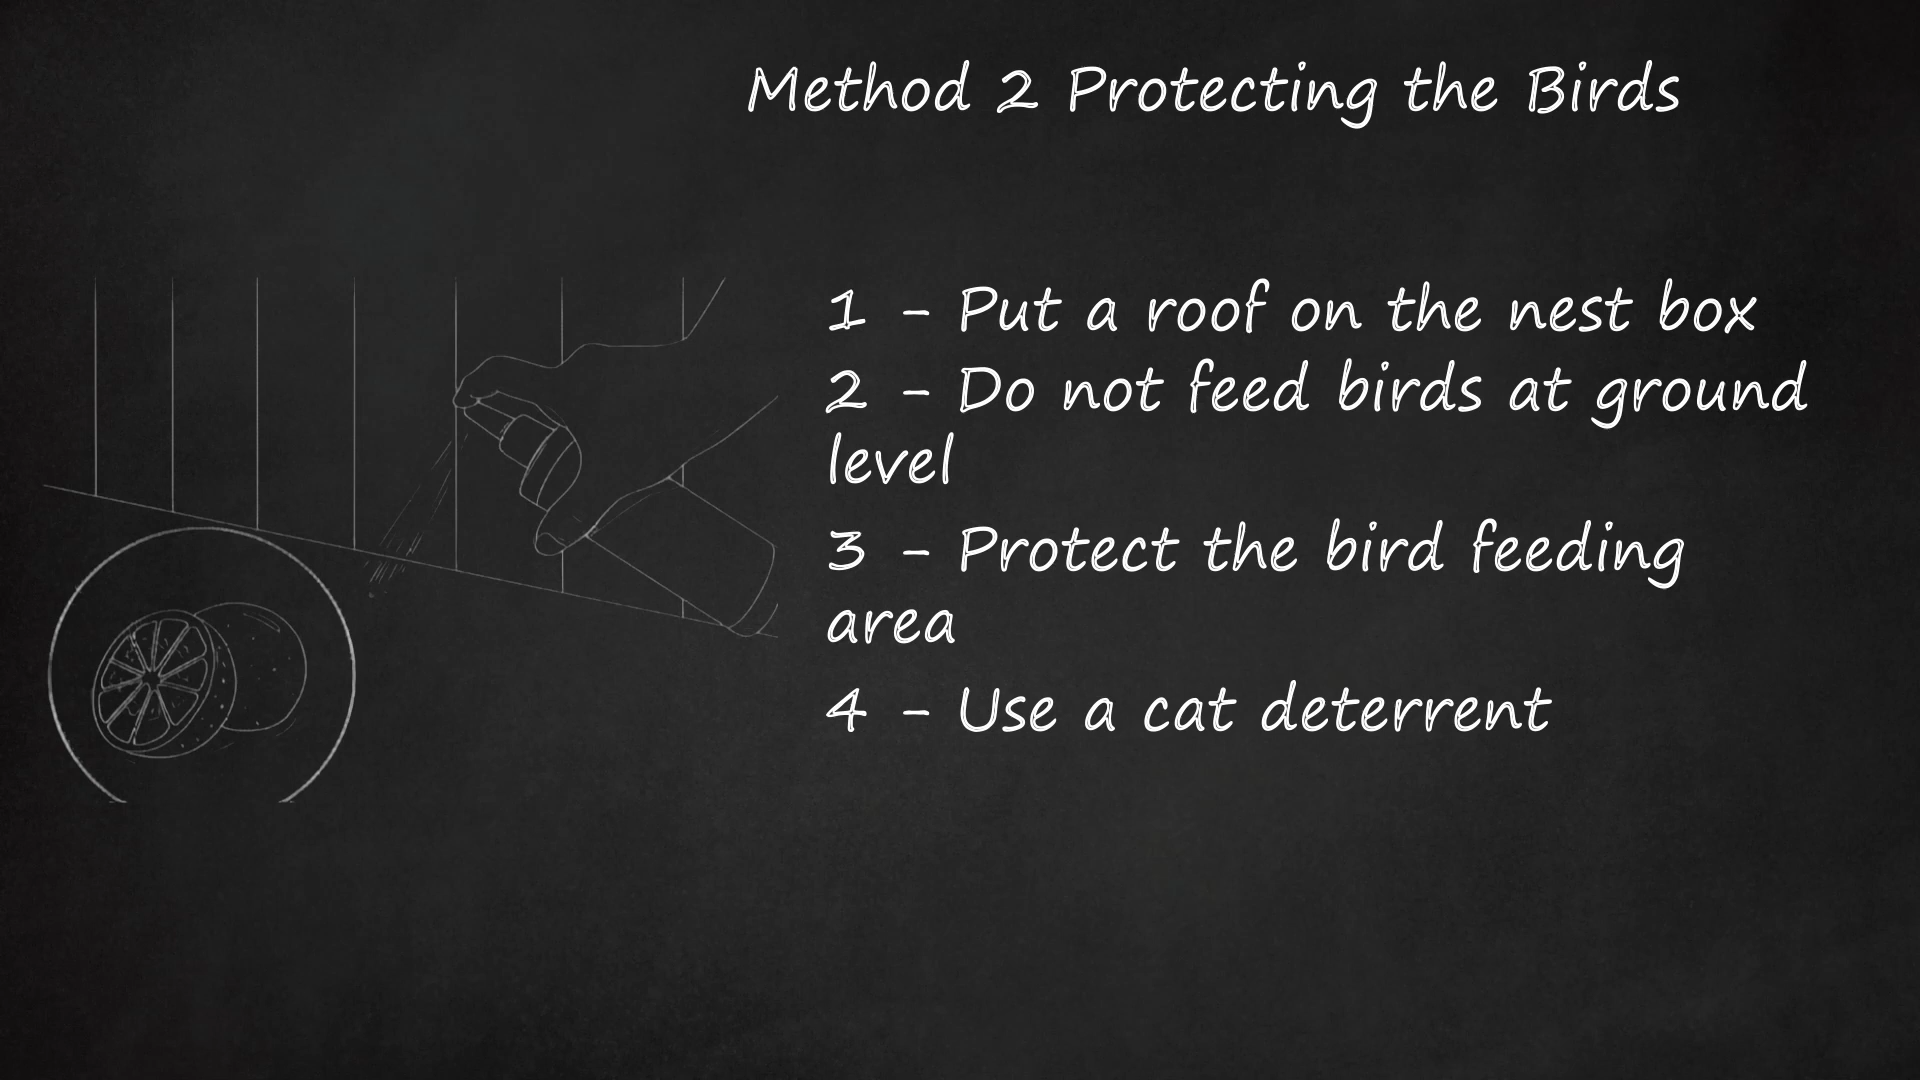 Method 2 Protecting the Birds
1 - Put a roof on the nest box
2 - Do not feed birds at ground
level
3 - Protect the bird feeding
area
4 - Use a cat deterrent